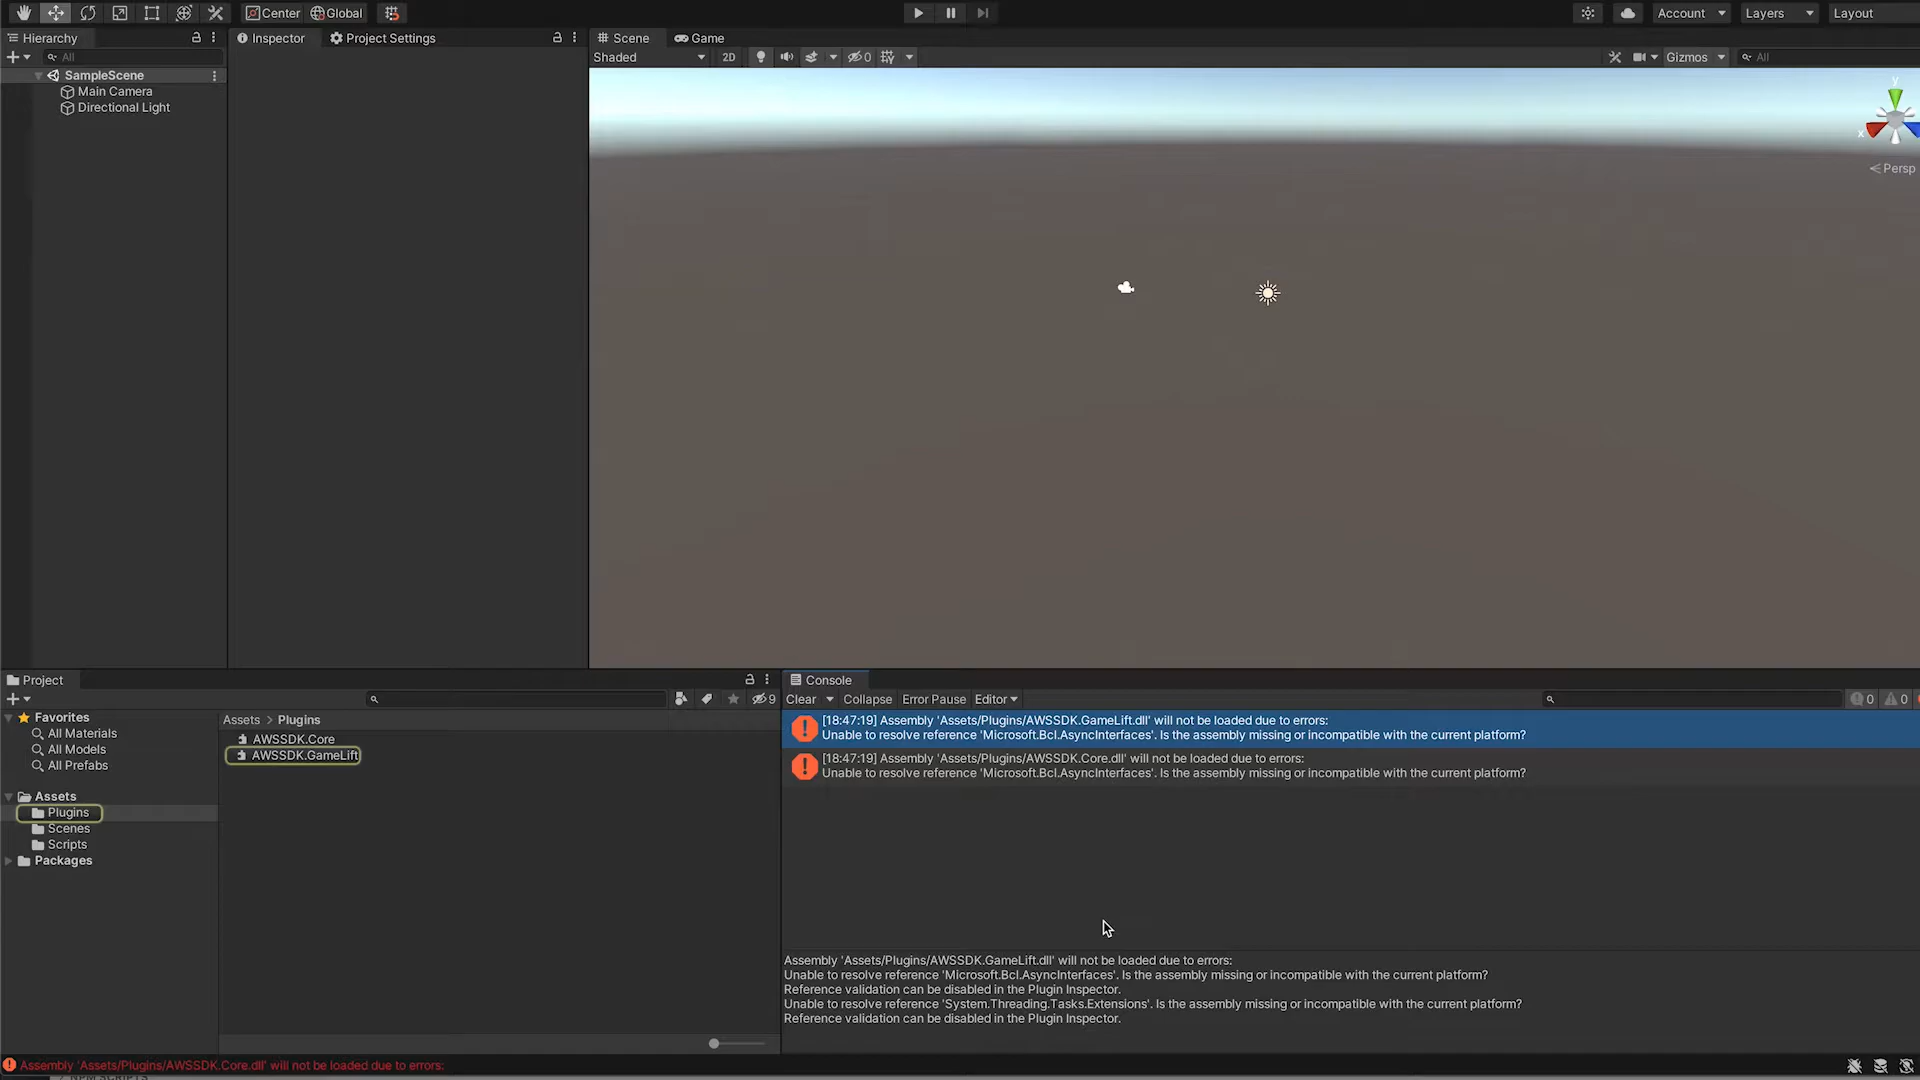 Center
Global
Account
Layers
Layout
Hierarchy
Inspector
Project Settings
Scene
Game
All
Shaded
2D
0
Gizmos
All
SampleScene
Main Camera
Directional Light
y
x
Persp
Project
Console
9
Clear
Collapse
Error Pause
Editor
0
0
Favorites
All Materials
All Models
All Prefabs
Assets
Plugins
Scenes
Scripts
Packages
Assets > Plugins
AWSSDK.Core
AWSSDK.GameLift
[18:47:19] Assembly 'Assets/Plugins/AWSSDK.GameLift.dll' will not be loaded due to errors:
Unable to resolve reference 'Microsoft.Bcl.AsyncInterfaces'. Is the assembly missing or incompatible with the current platform?
[18:47:19] Assembly 'Assets/Plugins/AWSSDK.Core.dll' will not be loaded due to errors:
Unable to resolve reference 'Microsoft.Bcl.AsyncInterfaces'. Is the assembly missing or incompatible with the current platform?
Assembly 'Assets/Plugins/AWSSDK.GameLift.dll' will not be loaded due to errors:
Unable to resolve reference 'Microsoft.Bcl.AsyncInterfaces'. Is the assembly missing or incompatible with the current platform?
Reference validation can be disabled in the Plugin Inspector.
Unable to resolve reference 'System.Threading.Tasks.Extensions'. Is the assembly missing or incompatible with the current platform?
Reference validation can be disabled in the Plugin Inspector.
Assembly 'Assets/Plugins/AWSSDK.Core.dll' will not be loaded due to errors: